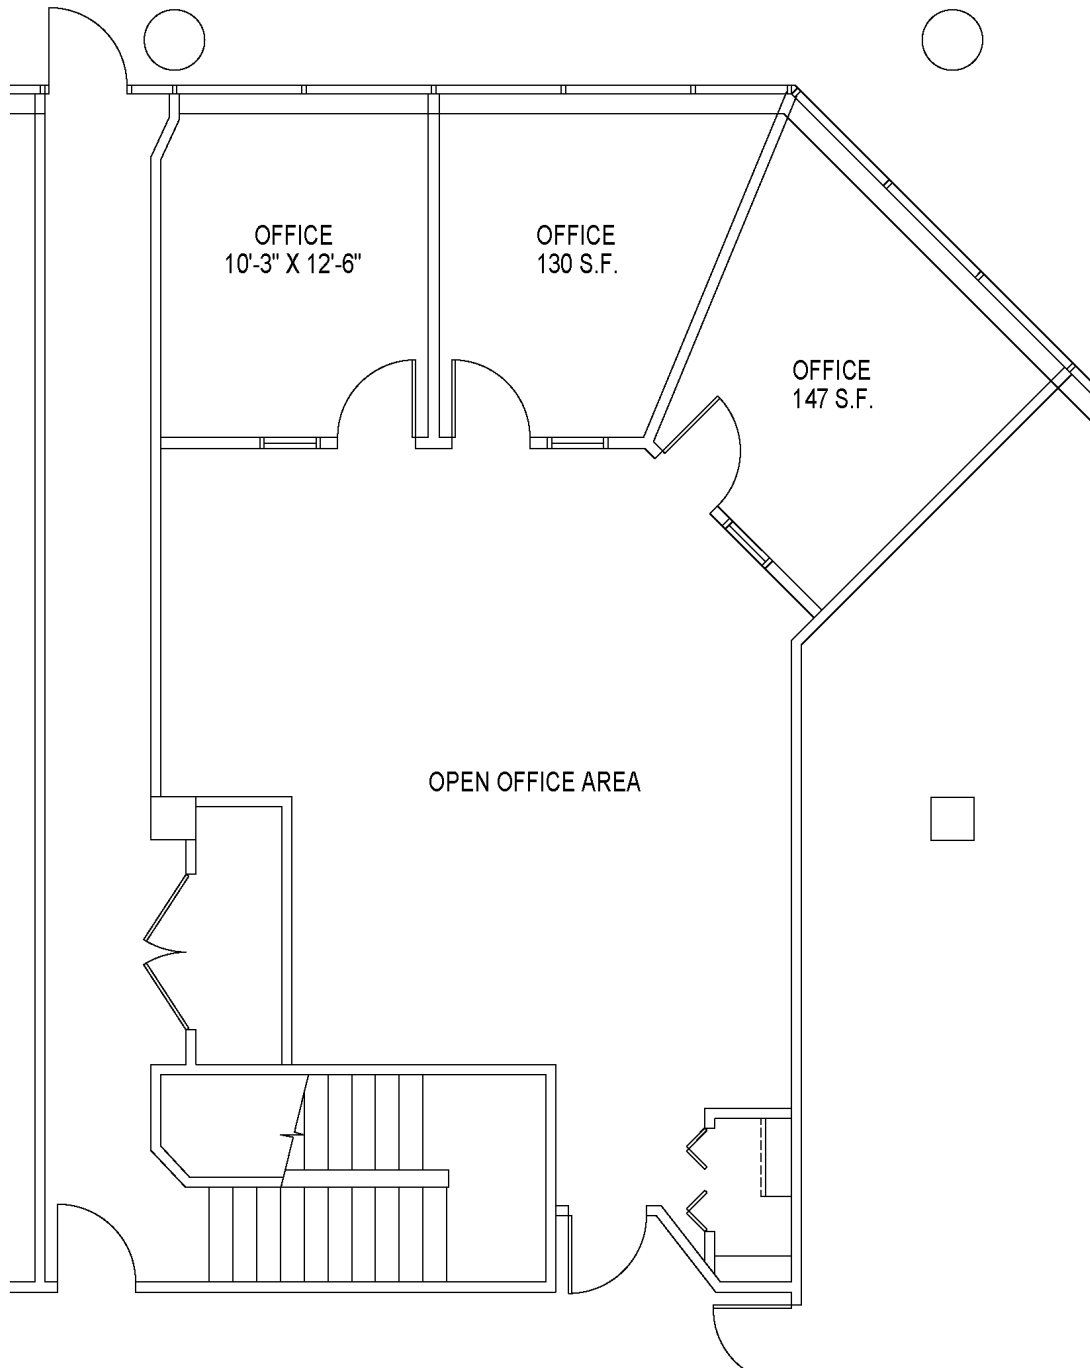 OFFICE
10'-3" X 12'-6"
OFFICE
130 S.F.
OFFICE
147 S.F.
OPEN OFFICE AREA